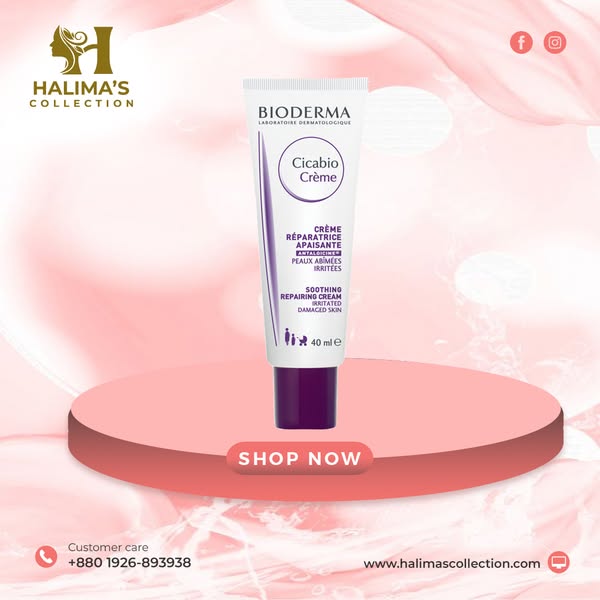 HALIMA'S
COLLECTION
BIODERMA
LABORATOIRE DERMATOLOGIQUE
Cicabio
Crème
CRÈME
RÉPARATRICE
APAISANTE
ANTALGICINE®
PEAUX ABÎMÉES
IRRITÉES
SOOTHING
REPAIRING CREAM
IRRITATED
DAMAGED SKIN
40 ml ℮
SHOP NOW
Customer care
+880 1926-893938
www.halimascollection.com